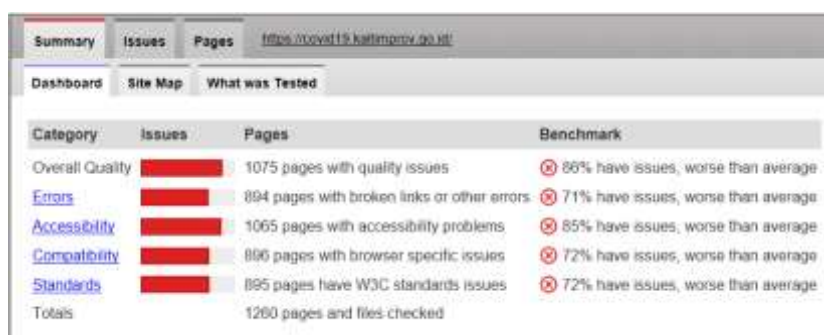 Summary Issues Pages https://covid19.kaltimprov.go.id/
Dashboard Site Map What was Tested
Category Issues Pages Benchmark
Overall Quality 1075 pages with quality issues 86% have issues, worse than average
Errors 894 pages with broken links or other errors 71% have issues, worse than average
Accessibility 1065 pages with accessibility problems 85% have issues, worse than average
Compatibility 896 pages with browser specific issues 72% have issues, worse than average
Standards 895 pages have W3C standards issues 72% have issues, worse than average
Totals 1260 pages and files checked